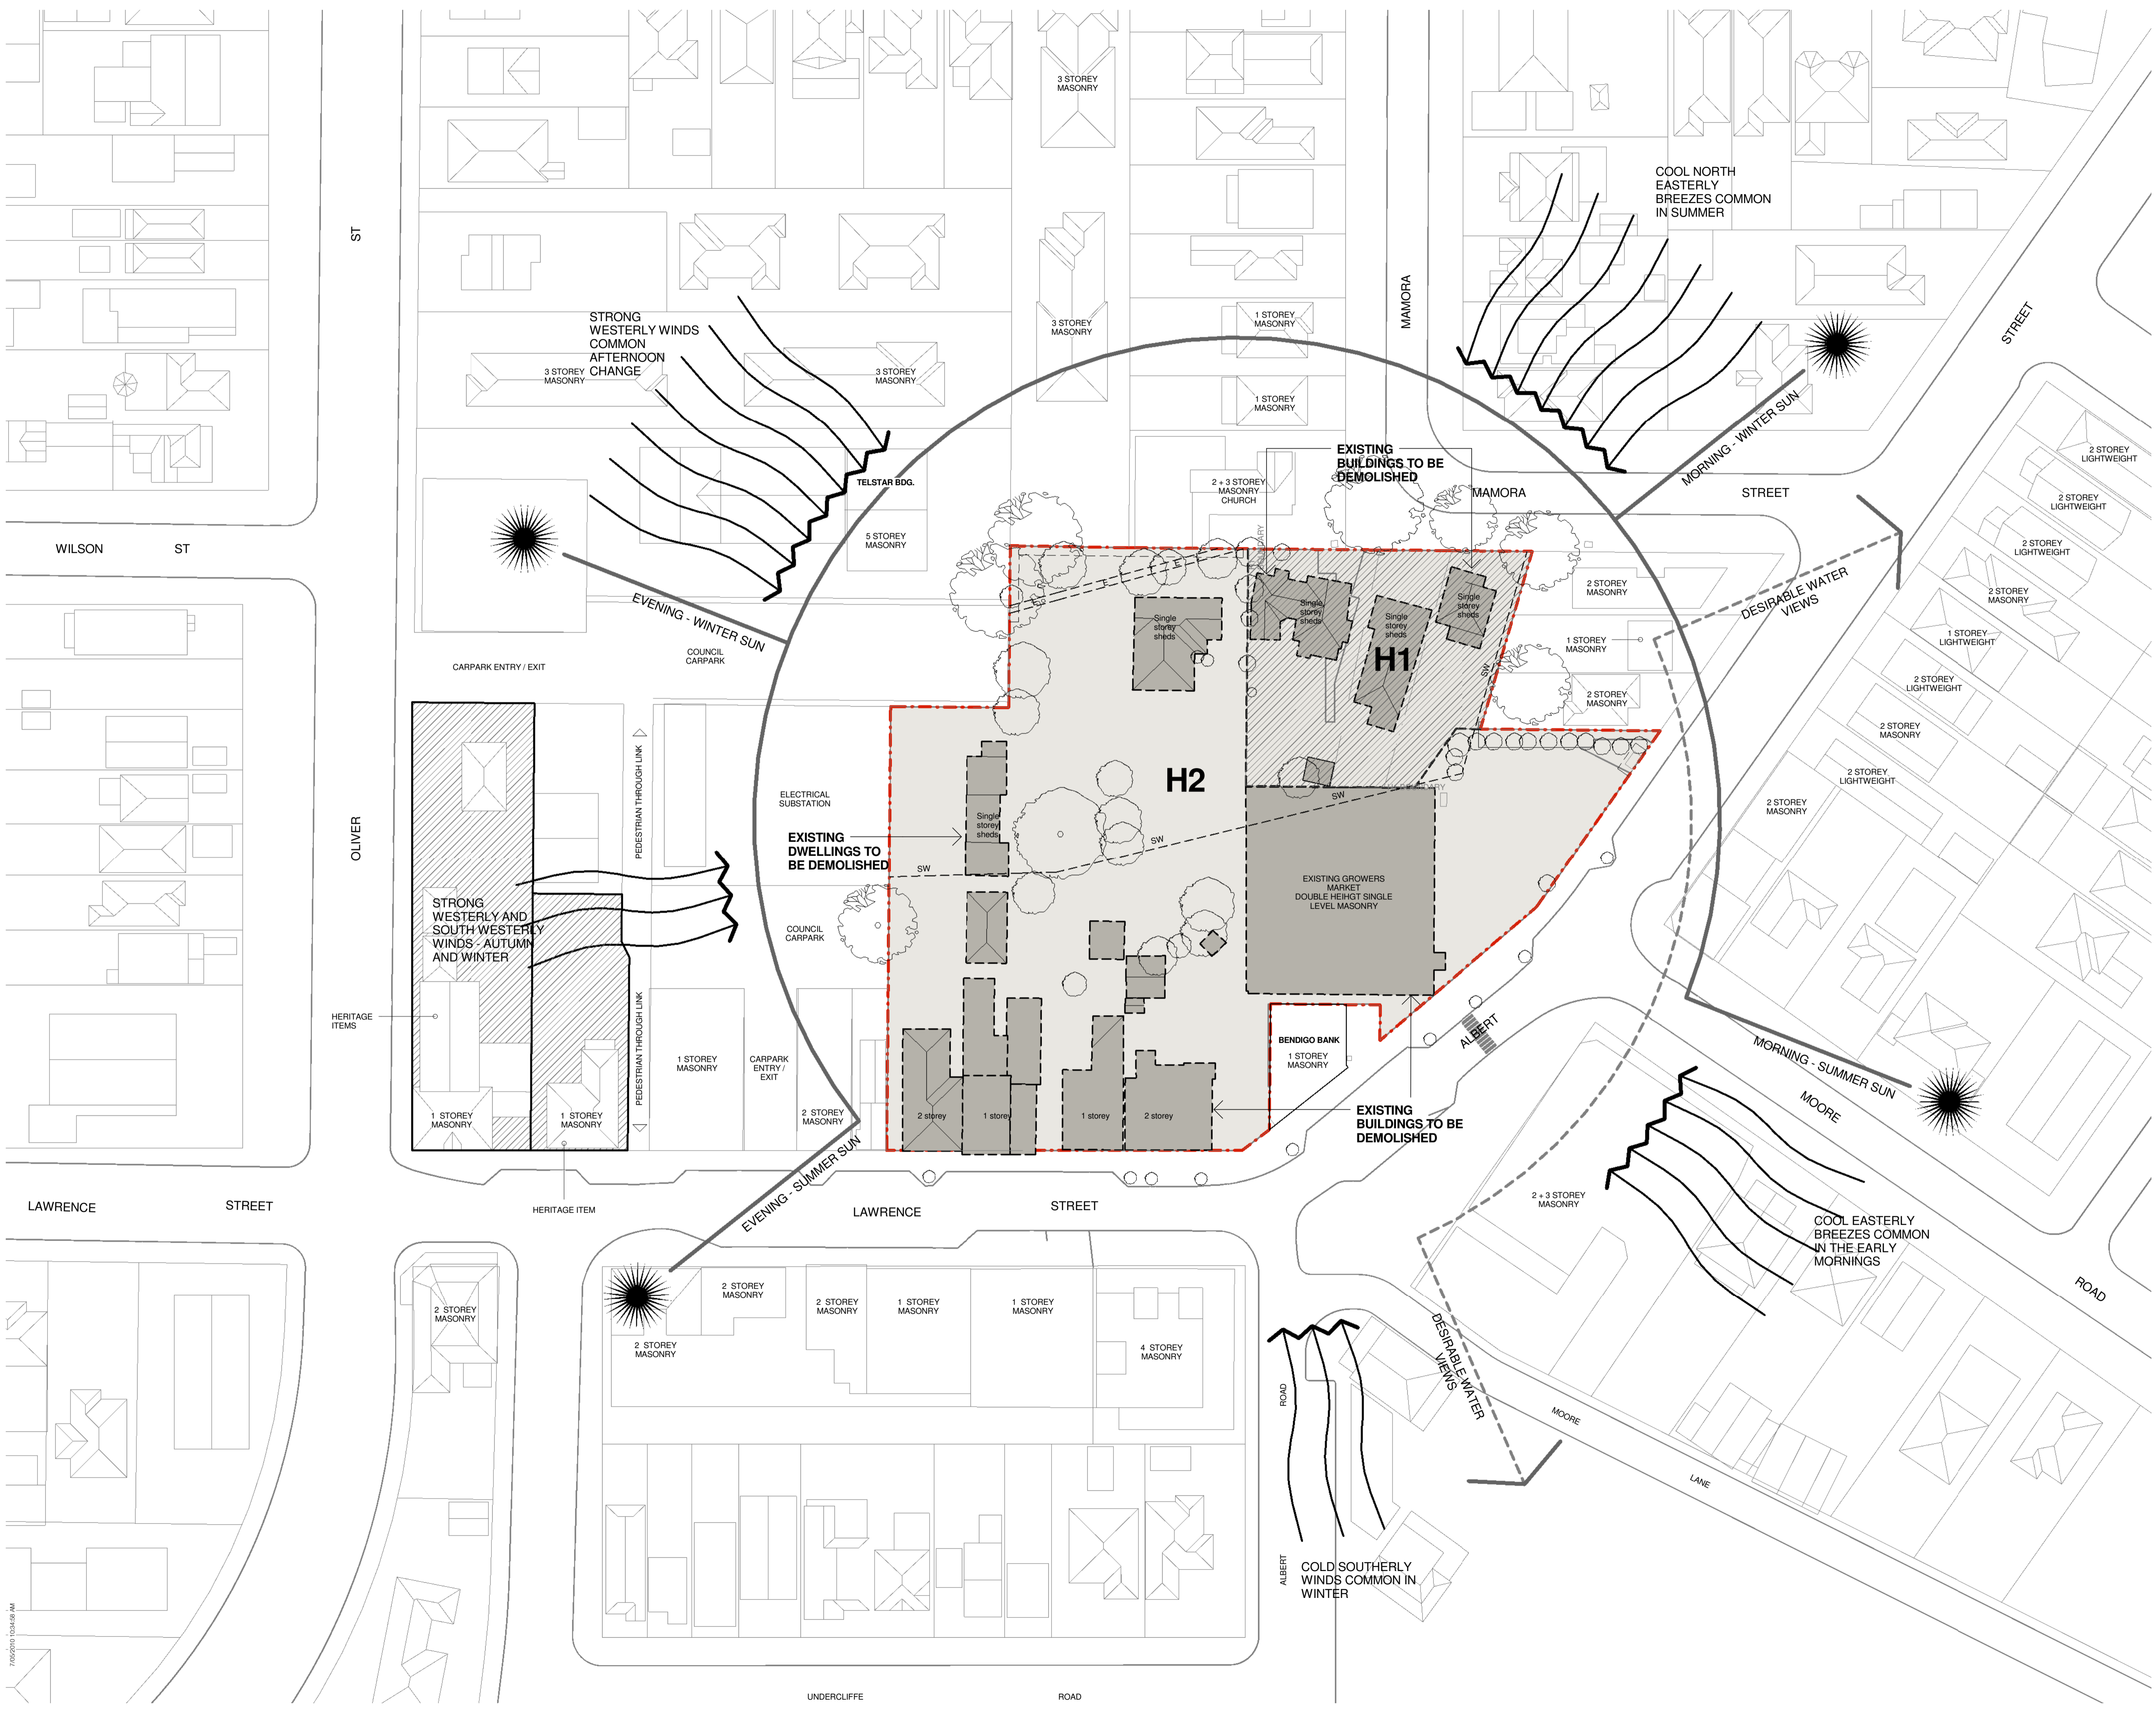 3 STOREY
MASONRY
COOL NORTH
EASTERLY
BREEZES COMMON
IN SUMMER
ST
MAMORA
STREET
STRONG
WESTERLY WINDS
COMMON
AFTERNOON
CHANGE
3 STOREY
MASONRY
3 STOREY
MASONRY
3 STOREY
MASONRY
1 STOREY
MASONRY
1 STOREY
MASONRY
MORNING - WINTER SUN
EXISTING
BUILDINGS TO BE
DEMOLISHED
TELSTAR BDG.
2 + 3 STOREY
MASONRY
CHURCH
MAMORA
STREET
2 STOREY
LIGHTWEIGHT
2 STOREY
LIGHTWEIGHT
2 STOREY
LIGHTWEIGHT
2 STOREY
MASONRY
1 STOREY
LIGHTWEIGHT
2 STOREY
LIGHTWEIGHT
2 STOREY
MASONRY
2 STOREY
LIGHTWEIGHT
2 STOREY
MASONRY
WILSON
ST
5 STOREY
MASONRY
EVENING - WINTER SUN
COUNCIL
CARPARK
CARPARK ENTRY / EXIT
Single
storey
sheds
Single
storey
sheds
Single
storey
sheds
Single
storey
sheds
H1
SW
2 STOREY
MASONRY
1 STOREY
MASONRY
2 STOREY
MASONRY
DESIRABLE WATER
VIEWS
H2
PEDESTRIAN THROUGH LINK
ELECTRICAL
SUBSTATION
OLIVER
EXISTING
DWELLINGS TO
BE DEMOLISHED
Single
storey
sheds
SW
SW
SW
EXISTING GROWERS
MARKET
DOUBLE HEIHGT SINGLE
LEVEL MASONRY
STRONG
WESTERLY AND
SOUTH WESTERLY
WINDS - AUTUMN
AND WINTER
COUNCIL
CARPARK
HERITAGE
ITEMS
PEDESTRIAN THROUGH LINK
1 STOREY
MASONRY
CARPARK
ENTRY /
EXIT
BENDIGO BANK
1 STOREY
MASONRY
ALBERT
MORNING - SUMMER SUN
MOORE
1 STOREY
MASONRY
1 STOREY
MASONRY
2 STOREY
MASONRY
2 storey
1 storey
1 storey
2 storey
EXISTING
BUILDINGS TO BE
DEMOLISHED
EVENING - SUMMER SUN
LAWRENCE
STREET
HERITAGE ITEM
LAWRENCE
STREET
2 + 3 STOREY
MASONRY
COOL EASTERLY
BREEZES COMMON
IN THE EARLY
MORNINGS
ROAD
2 STOREY
MASONRY
2 STOREY
MASONRY
2 STOREY
MASONRY
2 STOREY
MASONRY
1 STOREY
MASONRY
1 STOREY
MASONRY
4 STOREY
MASONRY
DESIRABLE WATER
VIEWS
ROAD
MOORE
LANE
ALBERT
COLD SOUTHERLY
WINDS COMMON IN
WINTER
7/05/2010 10:34:56 AM
UNDERCLIFFE
ROAD